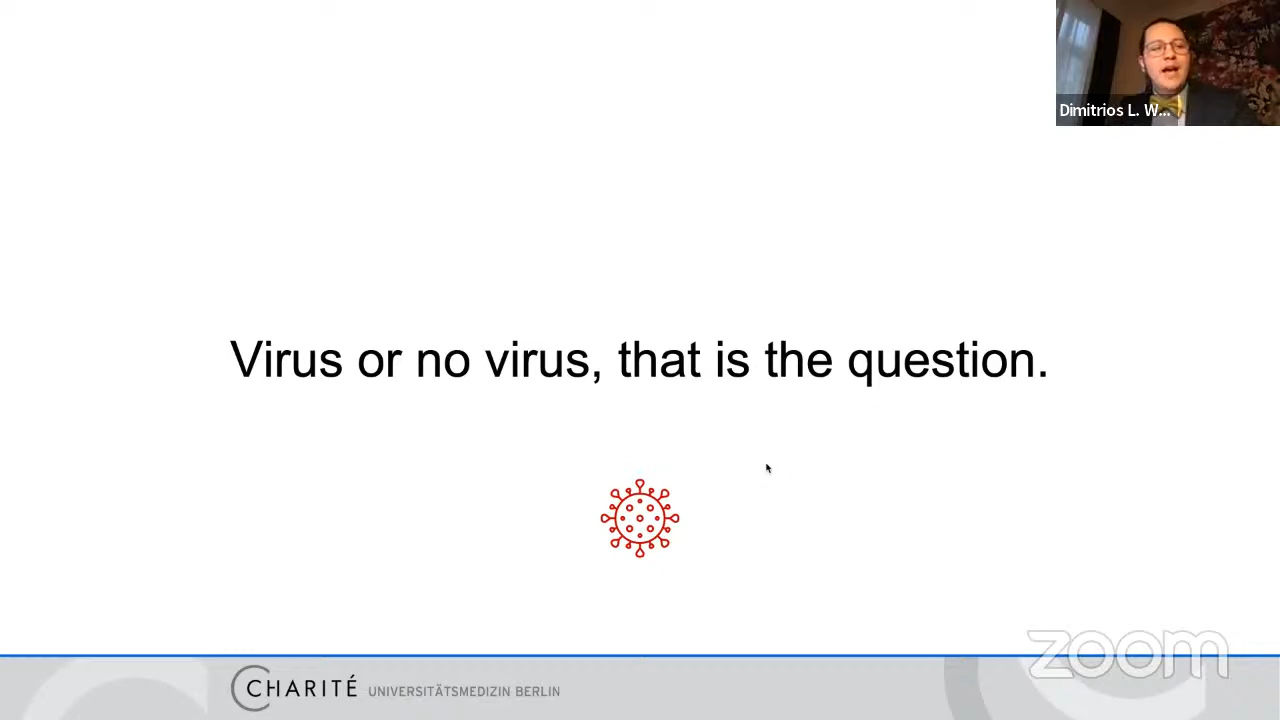 Dimitrios L. W...
Virus or no virus, that is the question.
zoom
CHARITÉ UNIVERSITÄTSMEDIZIN BERLIN